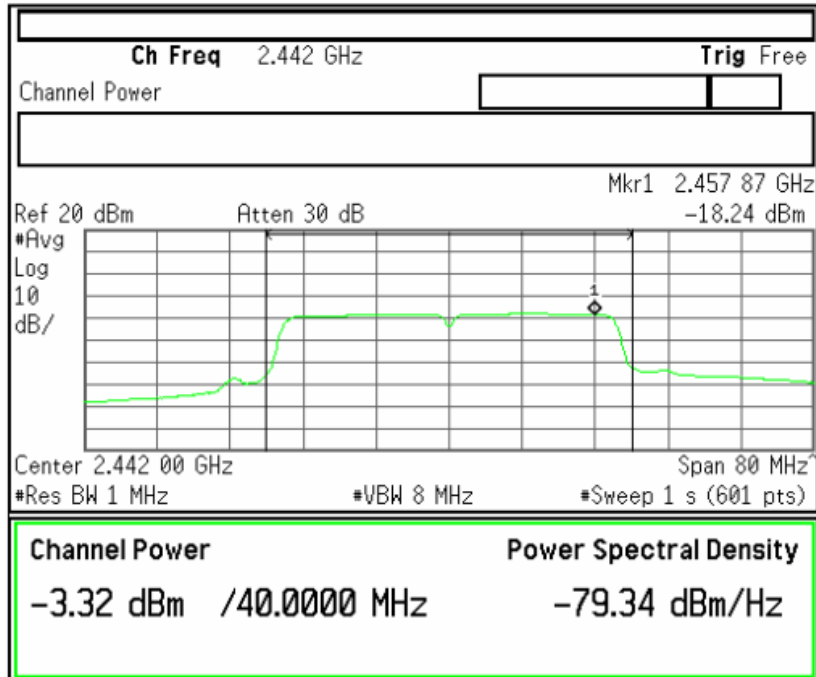 Ch Freq 2.442 GHz Trig Free
Channel Power
Mkr1 2.457 87 GHz
Ref 20 dBm Atten 30 dB -18.24 dBm
#Avg
Log
10
dB/
1
Center 2.442 00 GHz Span 80 MHz^
#Res BW 1 MHz #VBW 8 MHz #Sweep 1 s (601 pts)
Channel Power Power Spectral Density
-3.32 dBm /40.0000 MHz -79.34 dBm/Hz